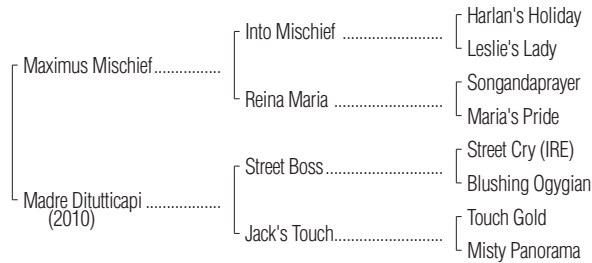 Harlan's Holiday
Into Mischief ........................
Leslie's Lady
Maximus Mischief................
Songandaprayer
Reina Maria ..........................
Maria's Pride
Street Cry (IRE)
Street Boss............................
Blushing Ogygian
Madre Ditutticapi ..................
(2010)
Touch Gold
Jack's Touch..........................
Misty Panorama